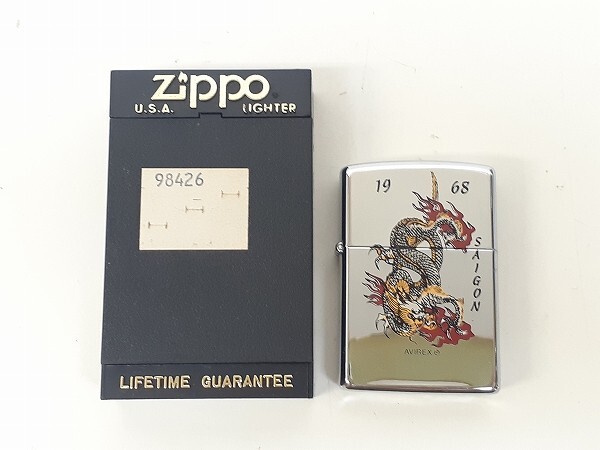 Zippo
U.S.A. LIGHTER
98426
LIFETIME GUARANTEE
19 68
SAIGON
AVIREX ®